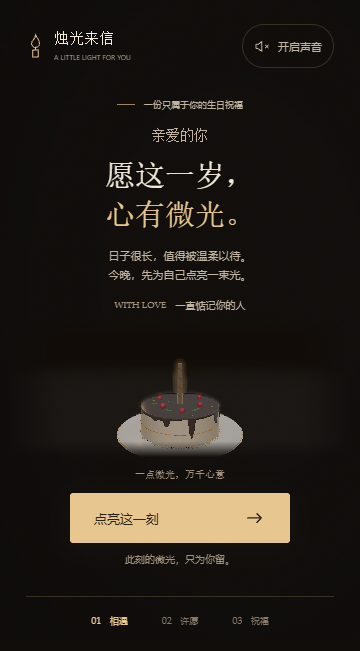 烛光来信
A LITTLE LIGHT FOR YOU
开启声音
一份只属于你的生日祝福
亲爱的你
愿这一岁，
心有微光。
日子很长，值得被温柔以待。
今晚，先为自己点亮一束光。
WITH LOVE 一直惦记你的人
一点微光，万千心意
点亮这一刻
此刻的微光，只为你留。
01 相遇 02 许愿 03 祝福